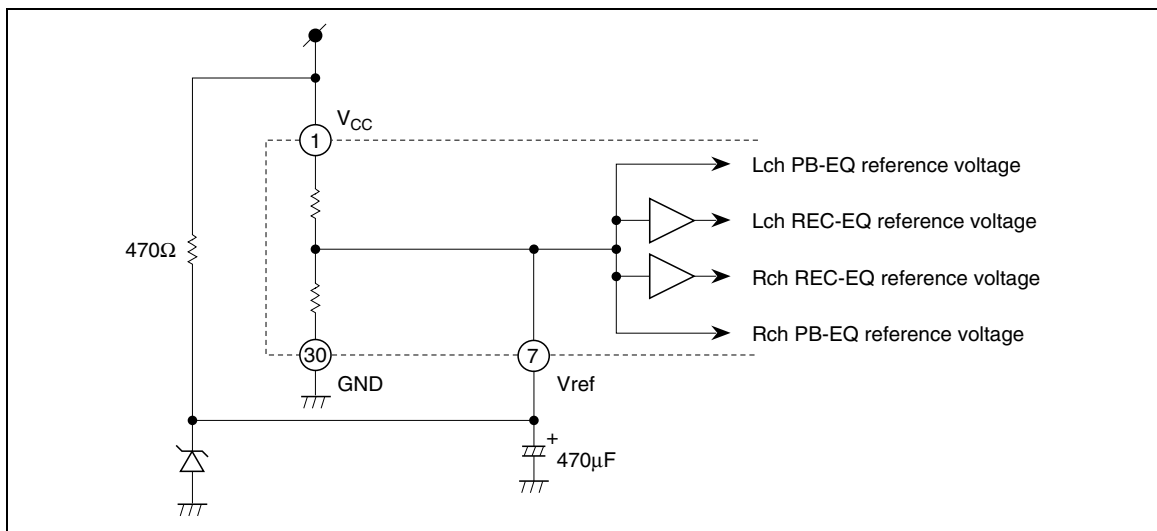 VCC
1
Lch PB-EQ reference voltage
Lch REC-EQ reference voltage
470Ω
Rch REC-EQ reference voltage
Rch PB-EQ reference voltage
30
7
GND
Vref
+
470μF